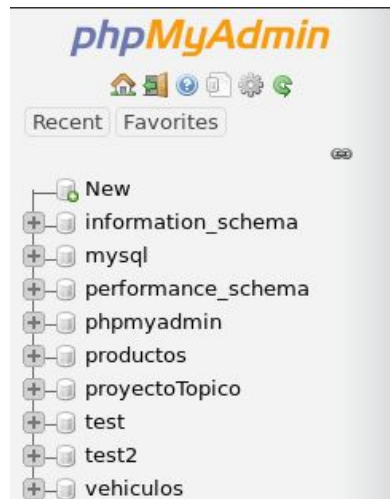 phpMyAdmin
Recent Favorites
New
information_schema
mysql
performance_schema
phpmyadmin
productos
proyectoTopico
test
test2
vehiculos